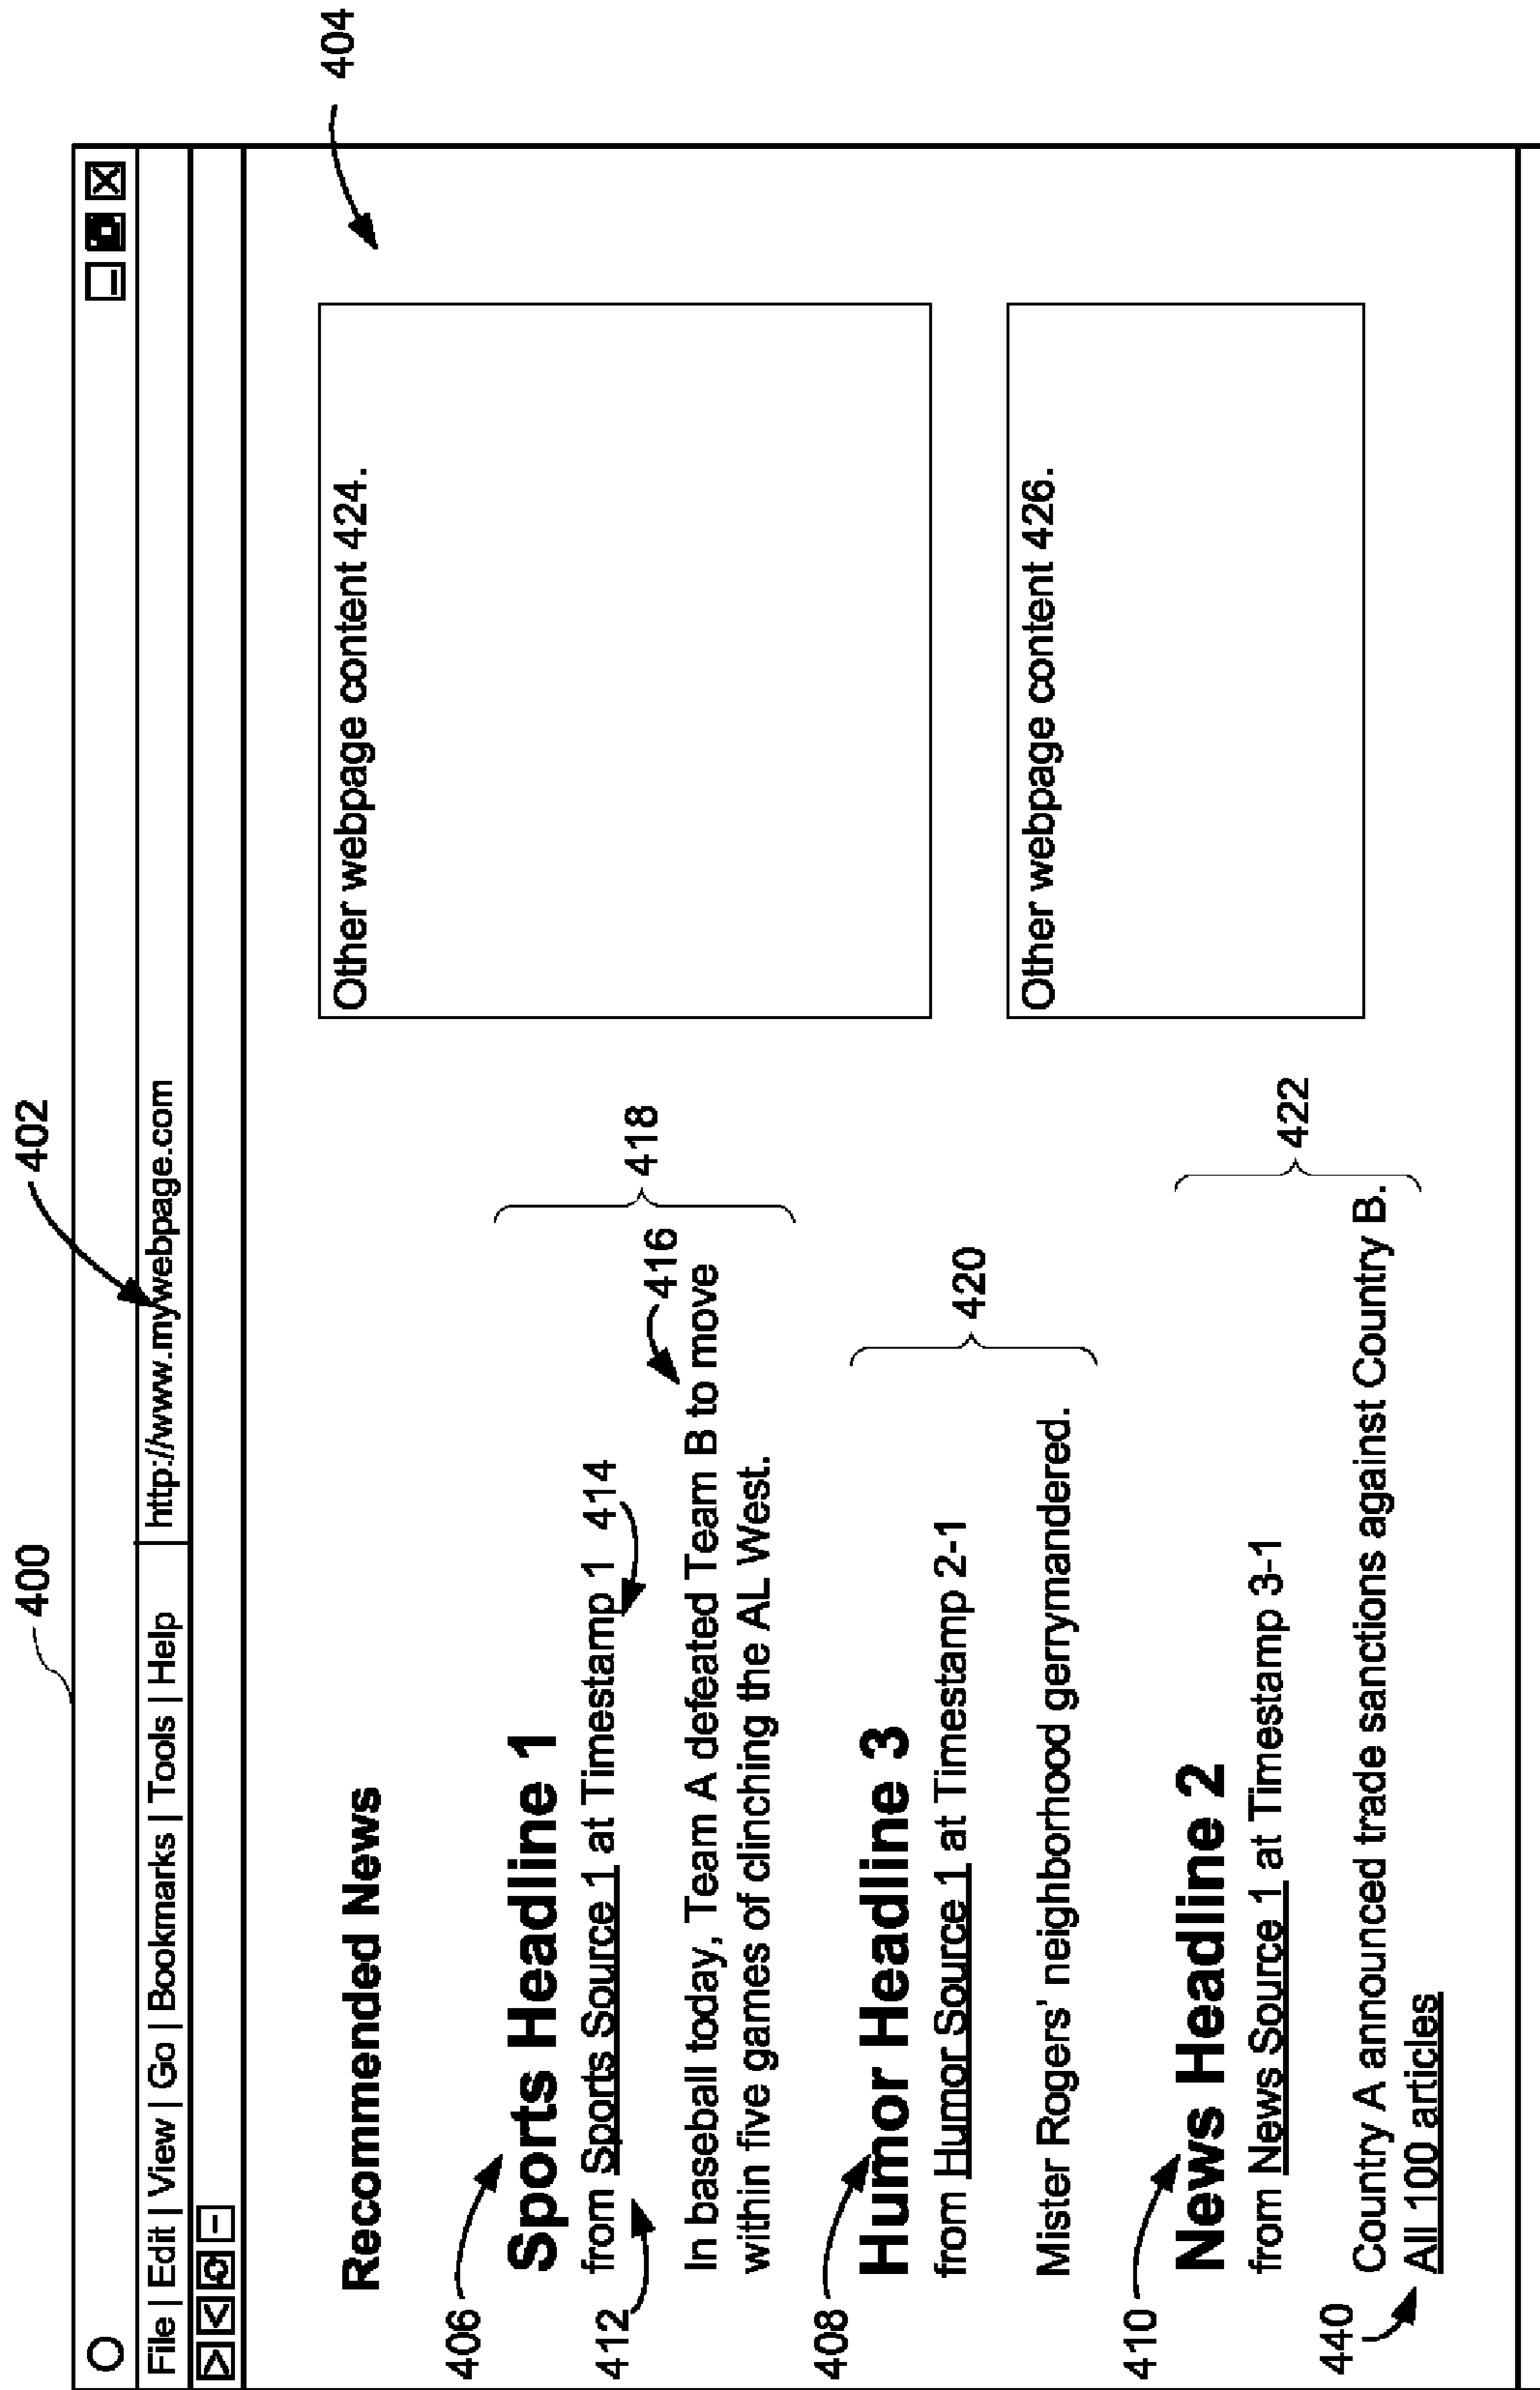 400
402
File | Edit | View | Go | Bookmarks | Tools | Help
http://www.mywebpage.com
404
Recommended News
406
Sports Headline 1
412
from Sports Source 1 at Timestamp 1
414
416
In baseball today, Team A defeated Team B to move
within five games of clinching the AL West.
418
408
Humor Headline 3
from Humor Source 1 at Timestamp 2-1
Mister Rogers’ neighborhood gerrymandered.
420
410
News Headline 2
from News Source 1 at Timestamp 3-1
Country A announced trade sanctions against Country B.
440
All 100 articles
422
Other webpage content 424.
Other webpage content 426.